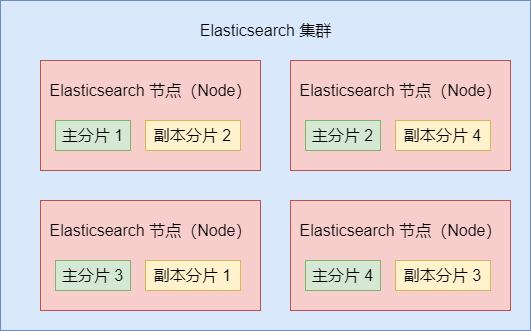 Elasticsearch 集群
Elasticsearch 节点（Node）
主分片 1
副本分片 2
Elasticsearch 节点（Node）
主分片 2
副本分片 4
Elasticsearch 节点（Node）
主分片 3
副本分片 1
Elasticsearch 节点（Node）
主分片 4
副本分片 3